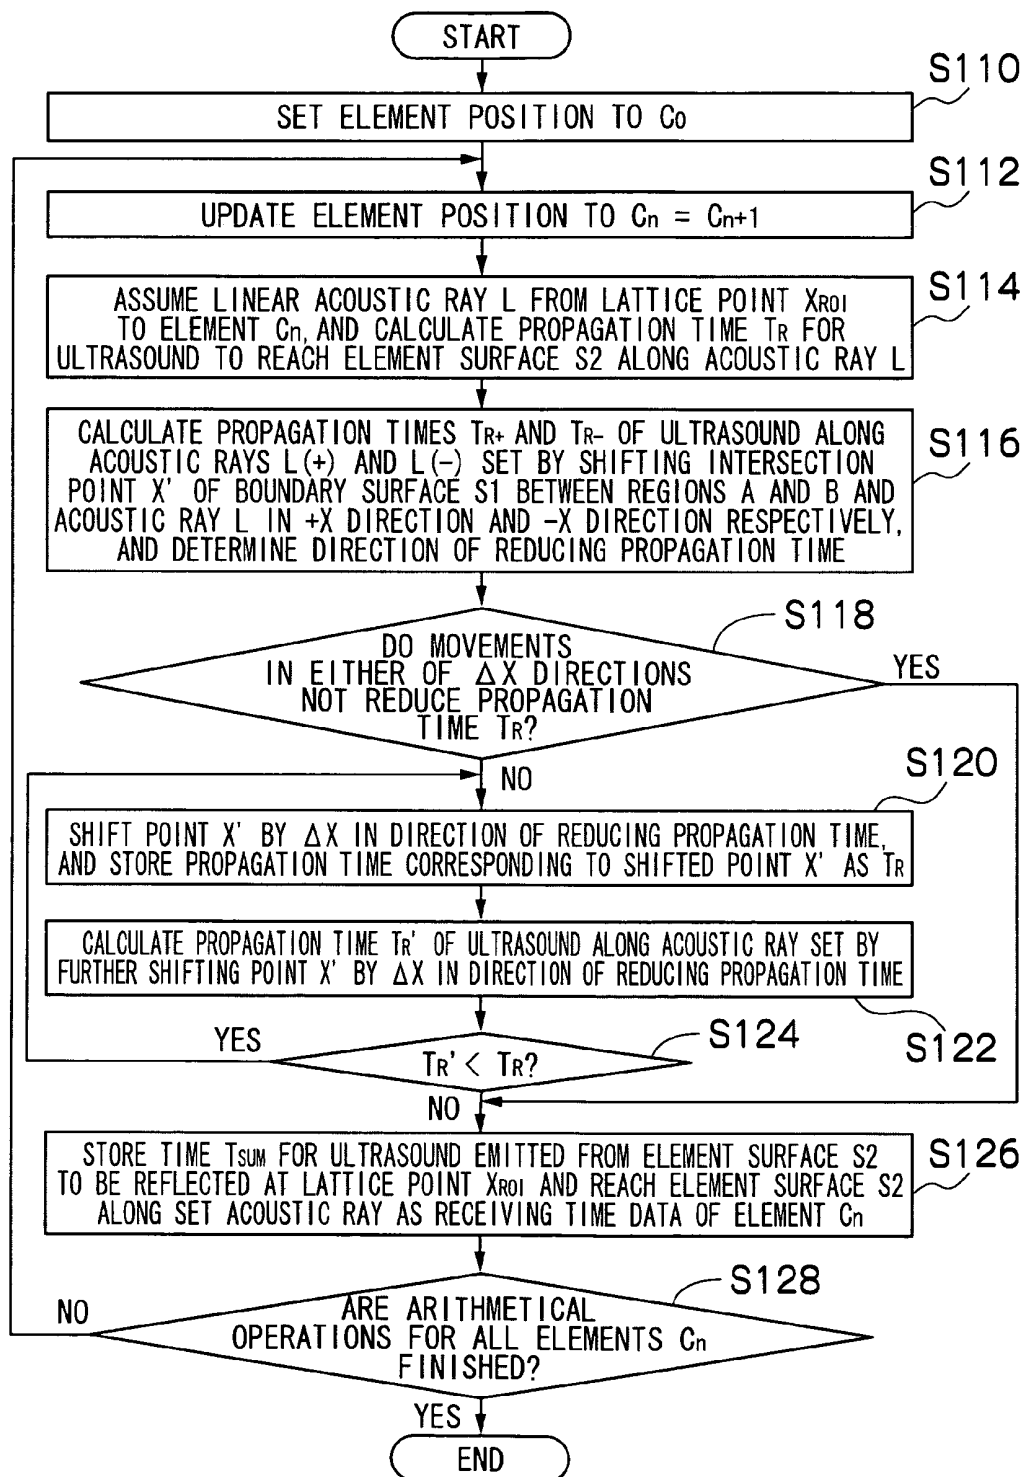 START
S110
SET ELEMENT POSITION TO C0
S112
UPDATE ELEMENT POSITION TO Cn = Cn+1
S114
ASSUME LINEAR ACOUSTIC RAY L FROM LATTICE POINT XROI
TO ELEMENT Cn, AND CALCULATE PROPAGATION TIME TR FOR
ULTRASOUND TO REACH ELEMENT SURFACE S2 ALONG ACOUSTIC RAY L
S116
CALCULATE PROPAGATION TIMES TR+ AND TR- OF ULTRASOUND ALONG
ACOUSTIC RAYS L(+) AND L(-) SET BY SHIFTING INTERSECTION
POINT X' OF BOUNDARY SURFACE S1 BETWEEN REGIONS A AND B AND
ACOUSTIC RAY L IN +X DIRECTION AND -X DIRECTION RESPECTIVELY,
AND DETERMINE DIRECTION OF REDUCING PROPAGATION TIME
S118
DO MOVEMENTS
IN EITHER OF ΔX DIRECTIONS
NOT REDUCE PROPAGATION
TIME TR?
YES
NO
S120
SHIFT POINT X' BY ΔX IN DIRECTION OF REDUCING PROPAGATION TIME,
AND STORE PROPAGATION TIME CORRESPONDING TO SHIFTED POINT X' AS TR
CALCULATE PROPAGATION TIME TR' OF ULTRASOUND ALONG ACOUSTIC RAY SET BY
FURTHER SHIFTING POINT X' BY ΔX IN DIRECTION OF REDUCING PROPAGATION TIME
S122
YES
S124
TR' < TR?
NO
S126
STORE TIME TSUM FOR ULTRASOUND EMITTED FROM ELEMENT SURFACE S2
TO BE REFLECTED AT LATTICE POINT XROI AND REACH ELEMENT SURFACE S2
ALONG SET ACOUSTIC RAY AS RECEIVING TIME DATA OF ELEMENT Cn
S128
NO
ARE ARITHMETICAL
OPERATIONS FOR ALL ELEMENTS Cn
FINISHED?
YES
END